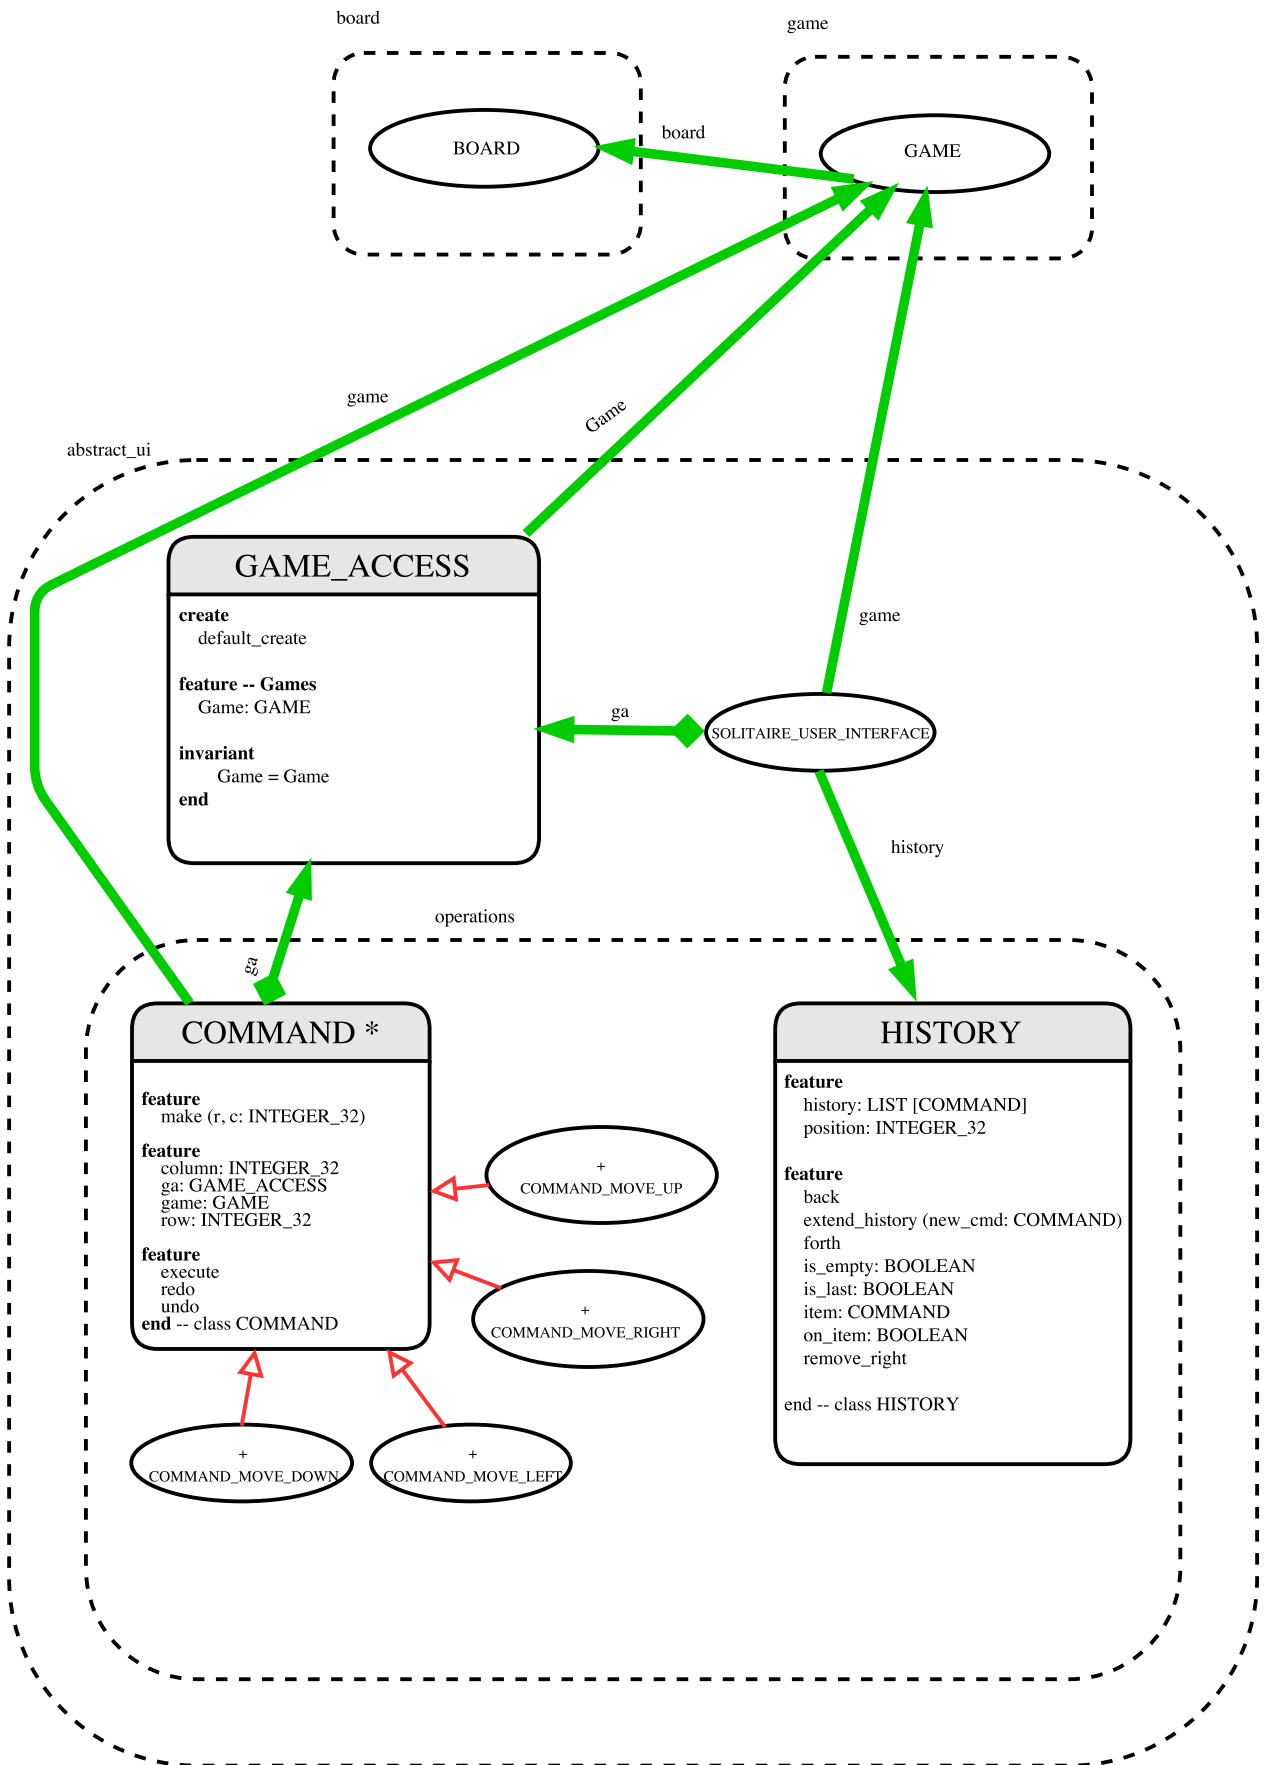 board
game
BOARD
board
GAME
game
Game
abstract_ui
GAME_ACCESS
create
default_create
feature -- Games
Game: GAME
invariant
Game = Game
end
game
ga
SOLITAIRE_USER_INTERFACE
history
operations
ga
COMMAND *
feature
make (r, c: INTEGER_32)
feature
column: INTEGER_32
ga: GAME_ACCESS
game: GAME
row: INTEGER_32
feature
execute
redo
undo
end -- class COMMAND
+
COMMAND_MOVE_UP
+
COMMAND_MOVE_RIGHT
+
COMMAND_MOVE_DOWN
+
COMMAND_MOVE_LEFT
HISTORY
feature
history: LIST [COMMAND]
position: INTEGER_32
feature
back
extend_history (new_cmd: COMMAND)
forth
is_empty: BOOLEAN
is_last: BOOLEAN
item: COMMAND
on_item: BOOLEAN
remove_right
end -- class HISTORY